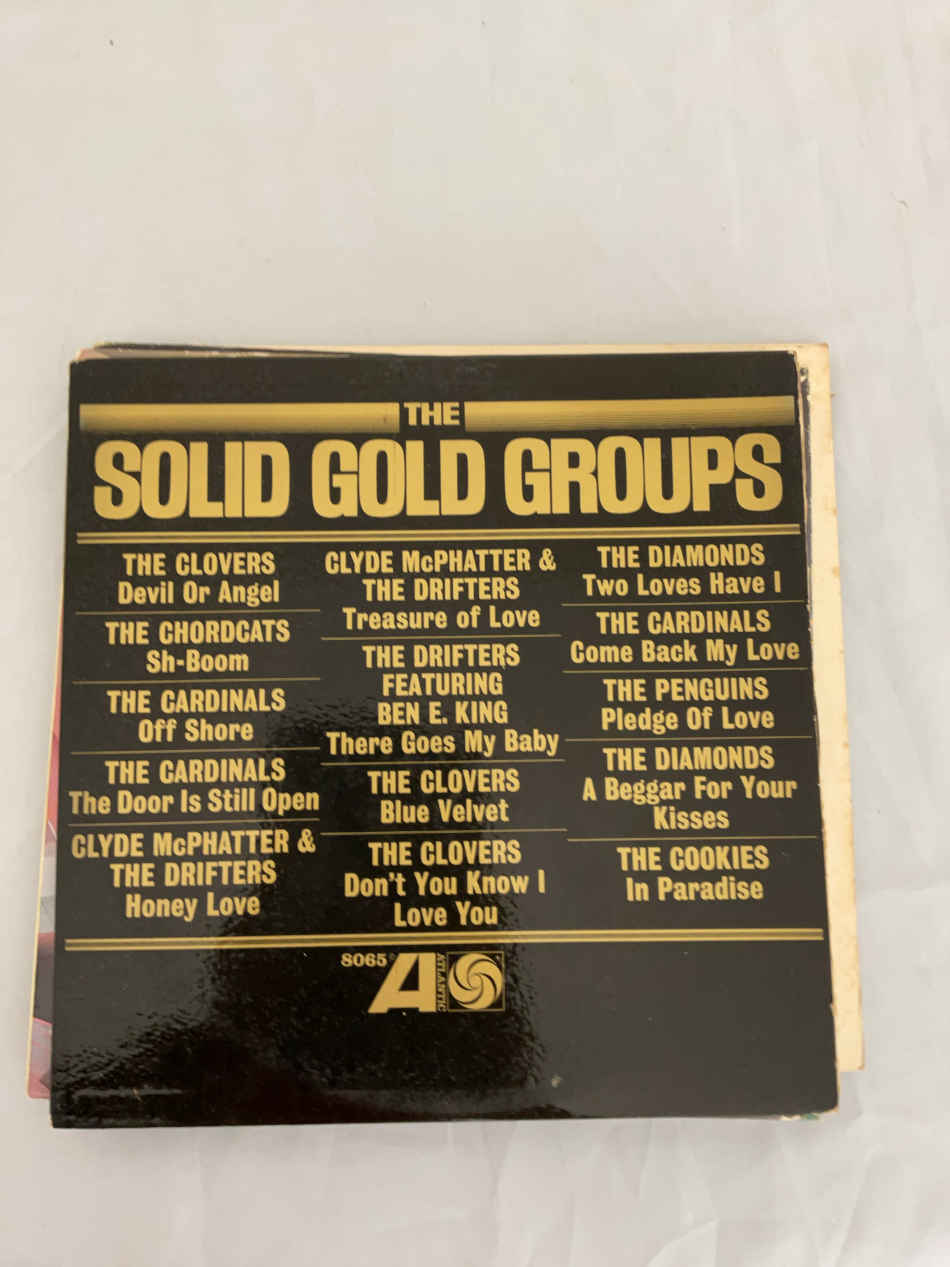 THE
SOLID GOLD GROUPS
THE CLOVERS
Devil Or Angel
THE CHORDCATS
Sh-Boom
THE CARDINALS
Off Shore
THE CARDINALS
The Door Is Still Open
CLYDE McPHATTER &
THE DRIFTERS
Honey Love
CLYDE McPHATTER &
THE DRIFTERS
Treasure of Love
THE DRIFTERS
FEATURING
BEN E. KING
There Goes My Baby
THE CLOVERS
Blue Velvet
THE CLOVERS
Don't You Know I
Love You
THE DIAMONDS
Two Loves Have I
THE CARDINALS
Come Back My Love
THE PENGUINS
Pledge Of Love
THE DIAMONDS
A Beggar For Your
Kisses
THE COOKIES
In Paradise
8065 A ATLANTIC